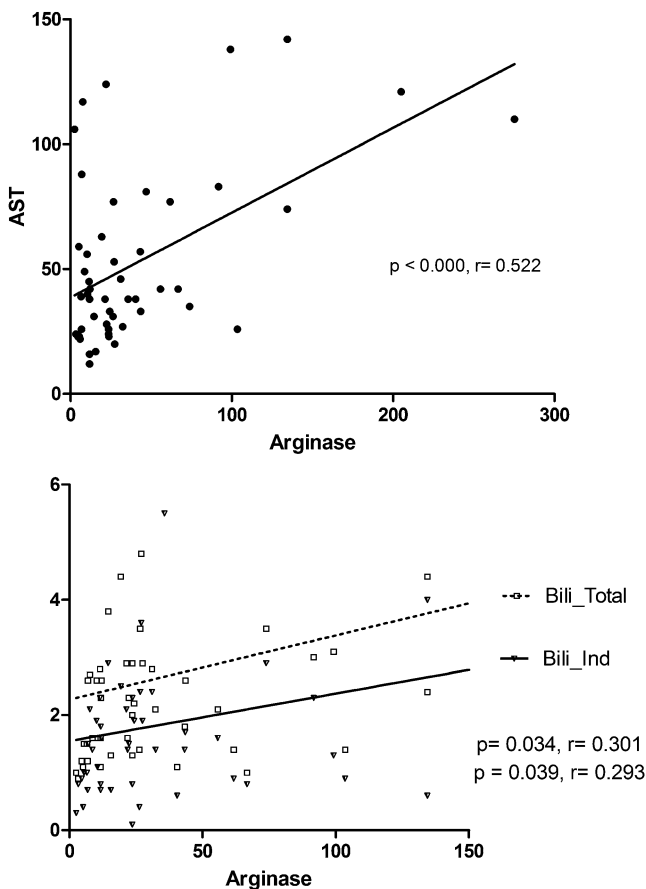 150
100
AST
50
p < 0.000, r= 0.522
0
0 100 200 300
Arginase
6
4
Bili_Total
Bili_Ind
2
p= 0.034, r= 0.301
p = 0.039, r= 0.293
0
0 50 100 150
Arginase